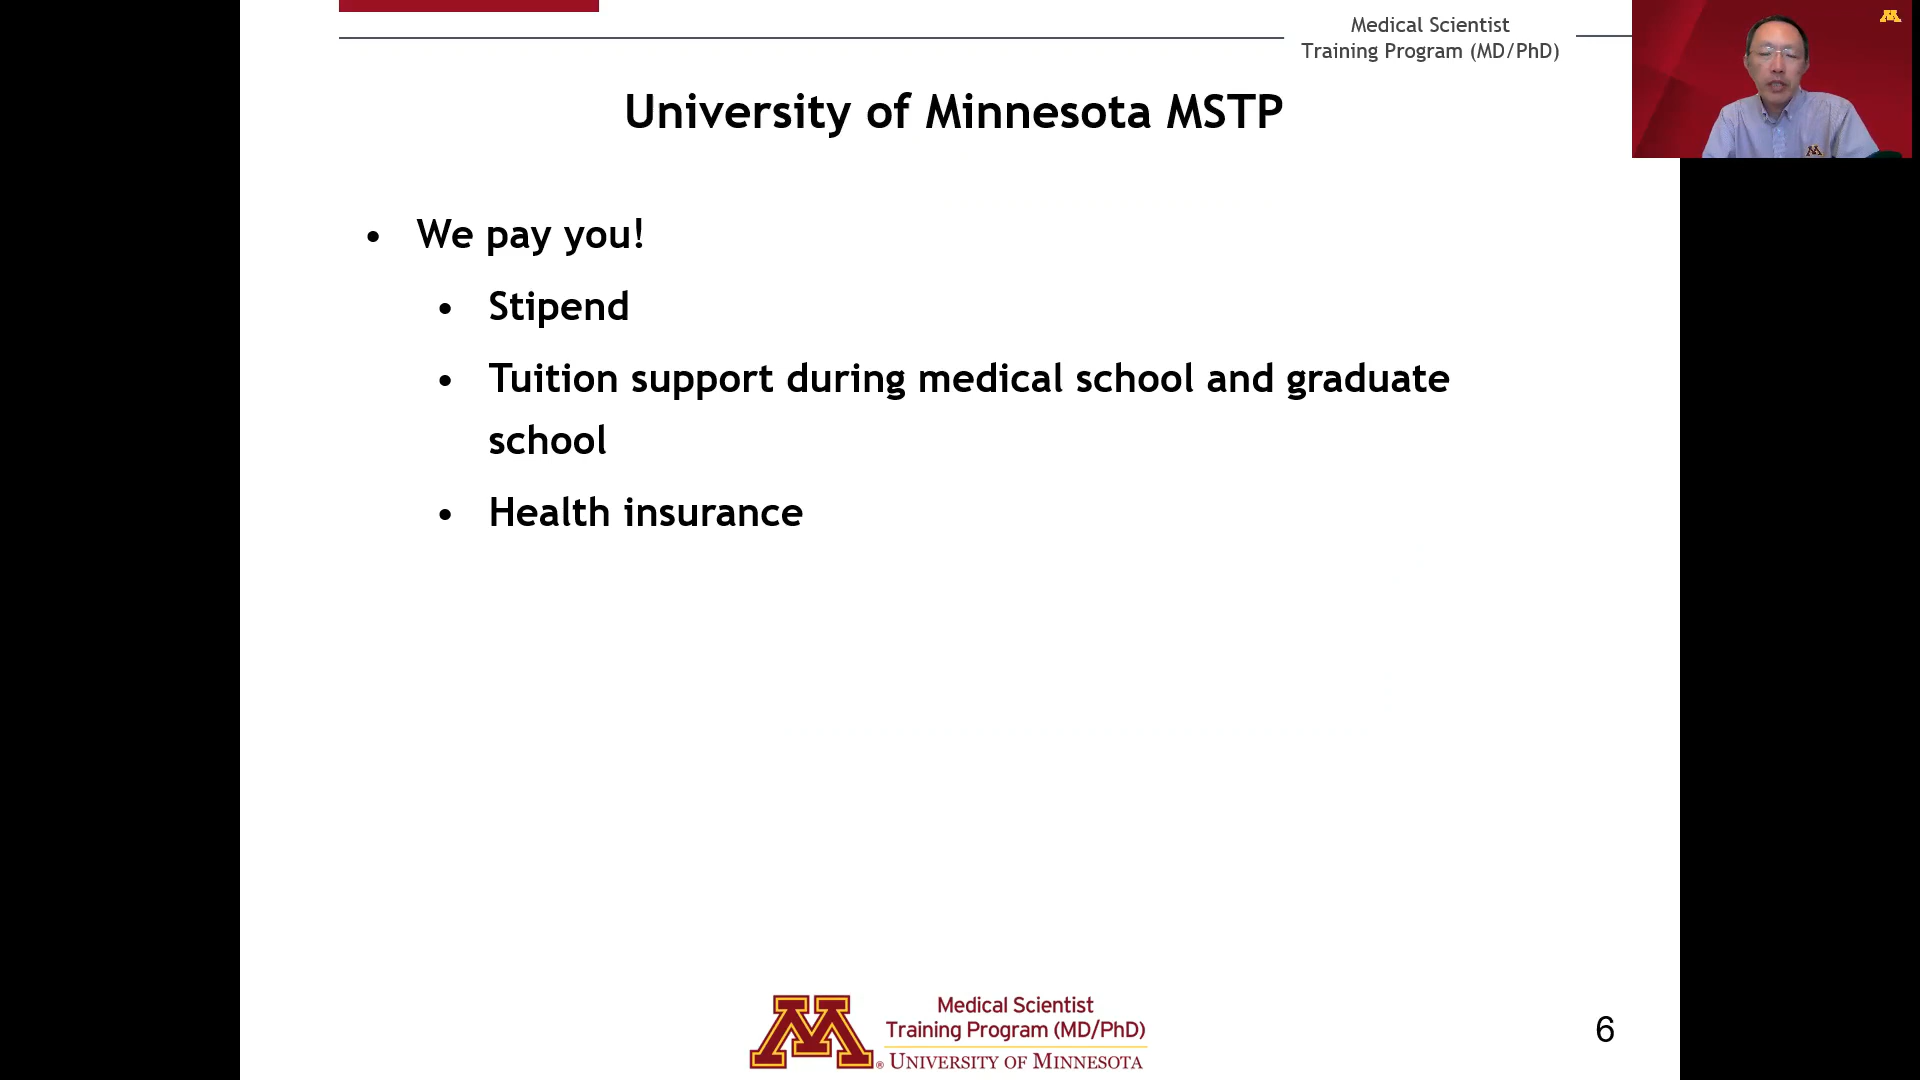 Medical Scientist
Training Program (MD/PhD)
University of Minnesota MSTP
• We pay you!
• Stipend
• Tuition support during medical school and graduate
school
• Health insurance
M
M
M®
Medical Scientist
Training Program (MD/PhD)
UNIVERSITY OF MINNESOTA
6